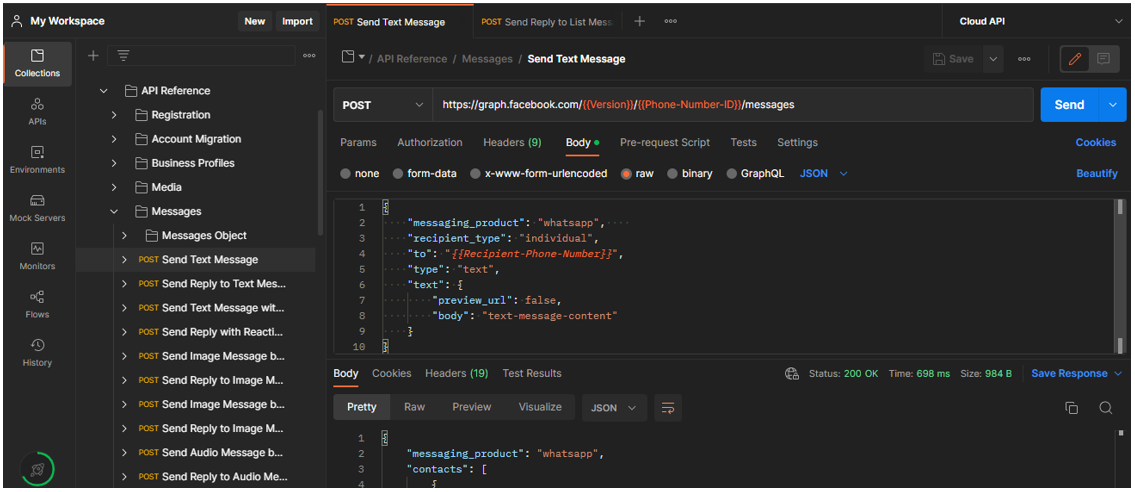 My Workspace
New
Import
POST Send Text Message
POST Send Reply to List Mess
Cloud API
Collections
APIs
Environments
Mock Servers
Monitors
Flows
History
API Reference
Registration
Account Migration
Business Profiles
Media
Messages
Messages Object
POST Send Text Message
POST Send Reply to Text Mes...
POST Send Text Message wit...
POST Send Reply with Reacti...
POST Send Image Message b...
POST Send Reply to Image M...
POST Send Image Message b...
POST Send Reply to Image M...
POST Send Audio Message b...
POST Send Reply to Audio Me...
/ API Reference / Messages / Send Text Message
Save
POST
https://graph.facebook.com/{{Version}}/{{Phone-Number-ID}}/messages
Send
Params
Authorization
Headers (9)
Body
Pre-request Script
Tests
Settings
Cookies
none
form-data
x-www-form-urlencoded
raw
binary
GraphQL
JSON
Beautify
1 {
2 "messaging_product": "whatsapp",
3 "recipient_type": "individual",
4 "to": "{{Recipient-Phone-Number}}",
5 "type": "text",
6 "text": {
7 "preview_url": false,
8 "body": "text-message-content"
9 }
10 }
Body
Cookies
Headers (19)
Test Results
Status: 200 OK
Time: 698 ms
Size: 984 B
Save Response
Pretty
Raw
Preview
Visualize
JSON
1 {
2 "messaging_product": "whatsapp",
3 "contacts": [
4 {